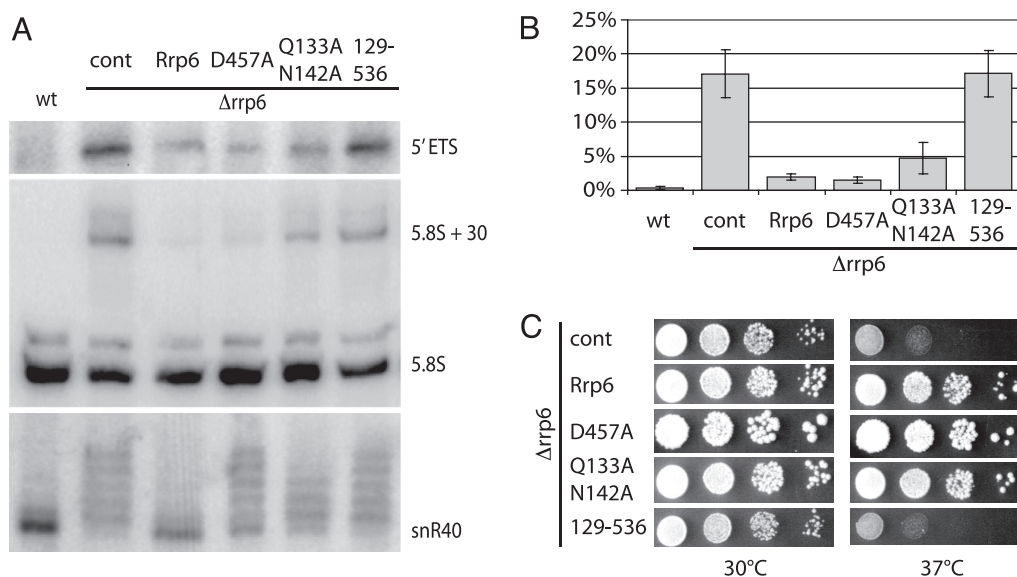 A
wt
cont Rrp6 D457A Q133A N142A 129-536
Δrrp6
5′ ETS
5.8S + 30
5.8S
snR40
B
25%
20%
15%
10%
5%
0%
wt cont Rrp6 D457A Q133A N142A 129-536
Δrrp6
C
Δrrp6
cont
Rrp6
D457A
Q133A
N142A
129-536
30°C 37°C